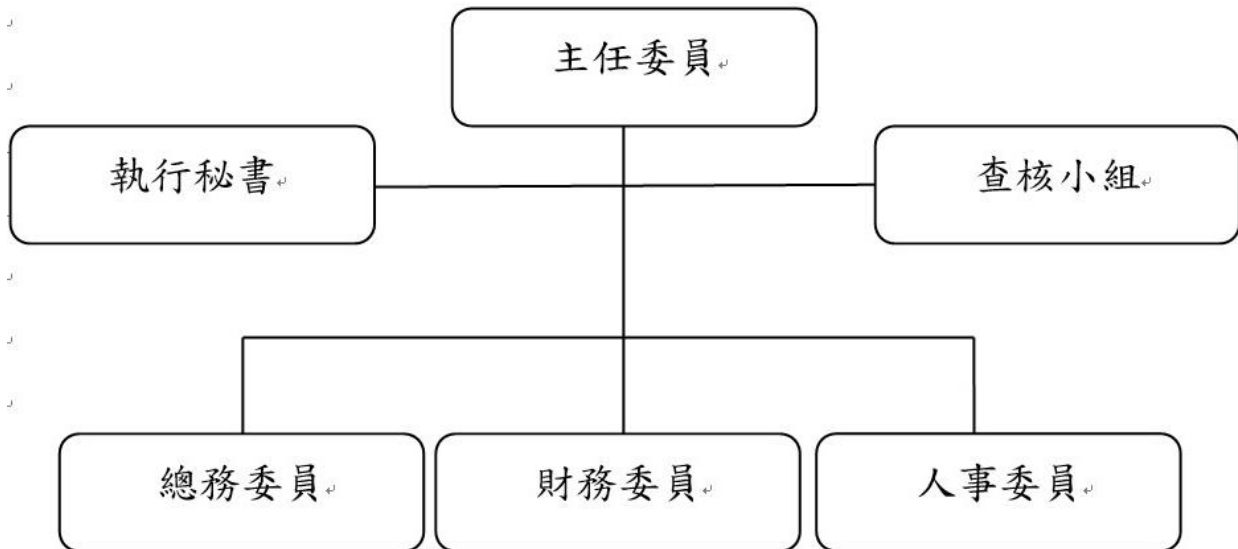 主任委員
執行秘書
查核小組
總務委員
財務委員
人事委員